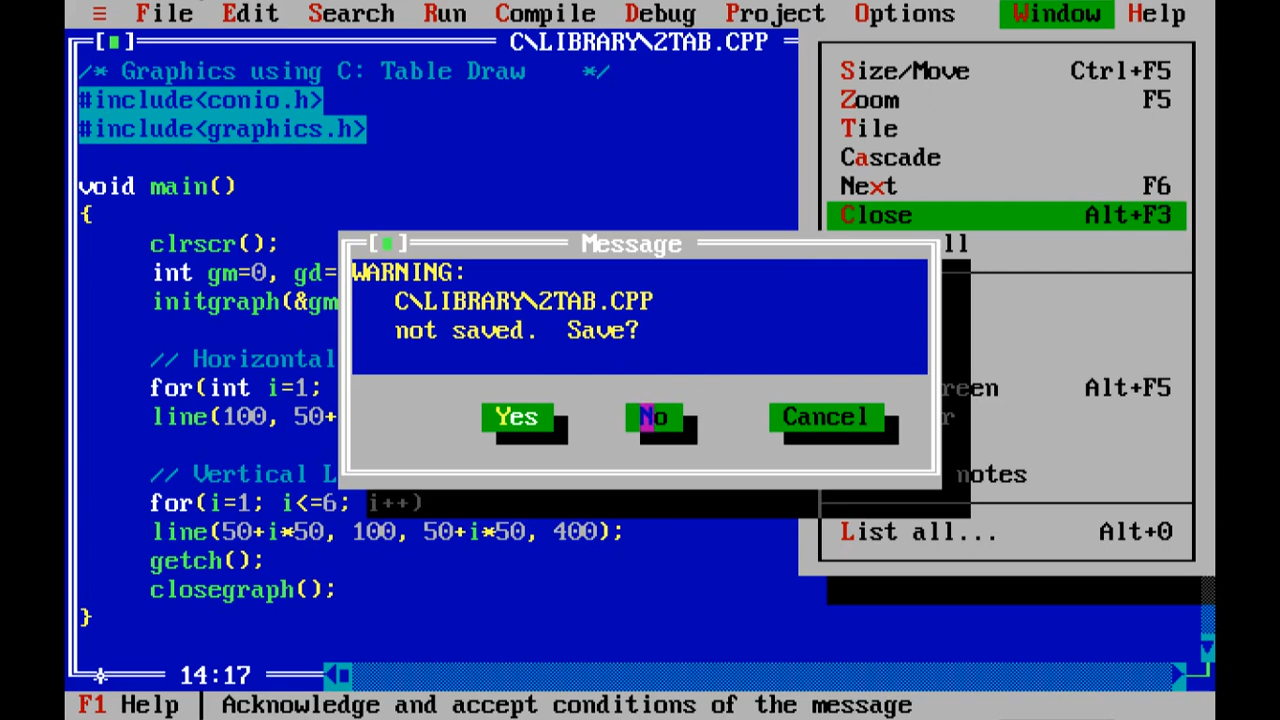 ≡ File Edit Search Run Compile Debug Project Options Window Help
C\LIBRARY\2TAB.CPP
/* Graphics using C: Table Draw */
#include<conio.h>
#include<graphics.h>
void main()
{
clrscr();
int gm=0, gd=
initgraph(&gm
// Horizontal
for(int i=1;
line(100, 50+
// Vertical L
for(i=1; i<=6; i++)
line(50+i*50, 100, 50+i*50, 400);
getch();
closegraph();
}
14:17
Size/Move Ctrl+F5
Zoom F5
Tile
Cascade
Next F6
Close Alt+F3
ll
reen Alt+F5
r
notes
List all... Alt+0
Message
WARNING:
C\LIBRARY\2TAB.CPP
not saved. Save?
Yes No Cancel
F1 Help | Acknowledge and accept conditions of the message